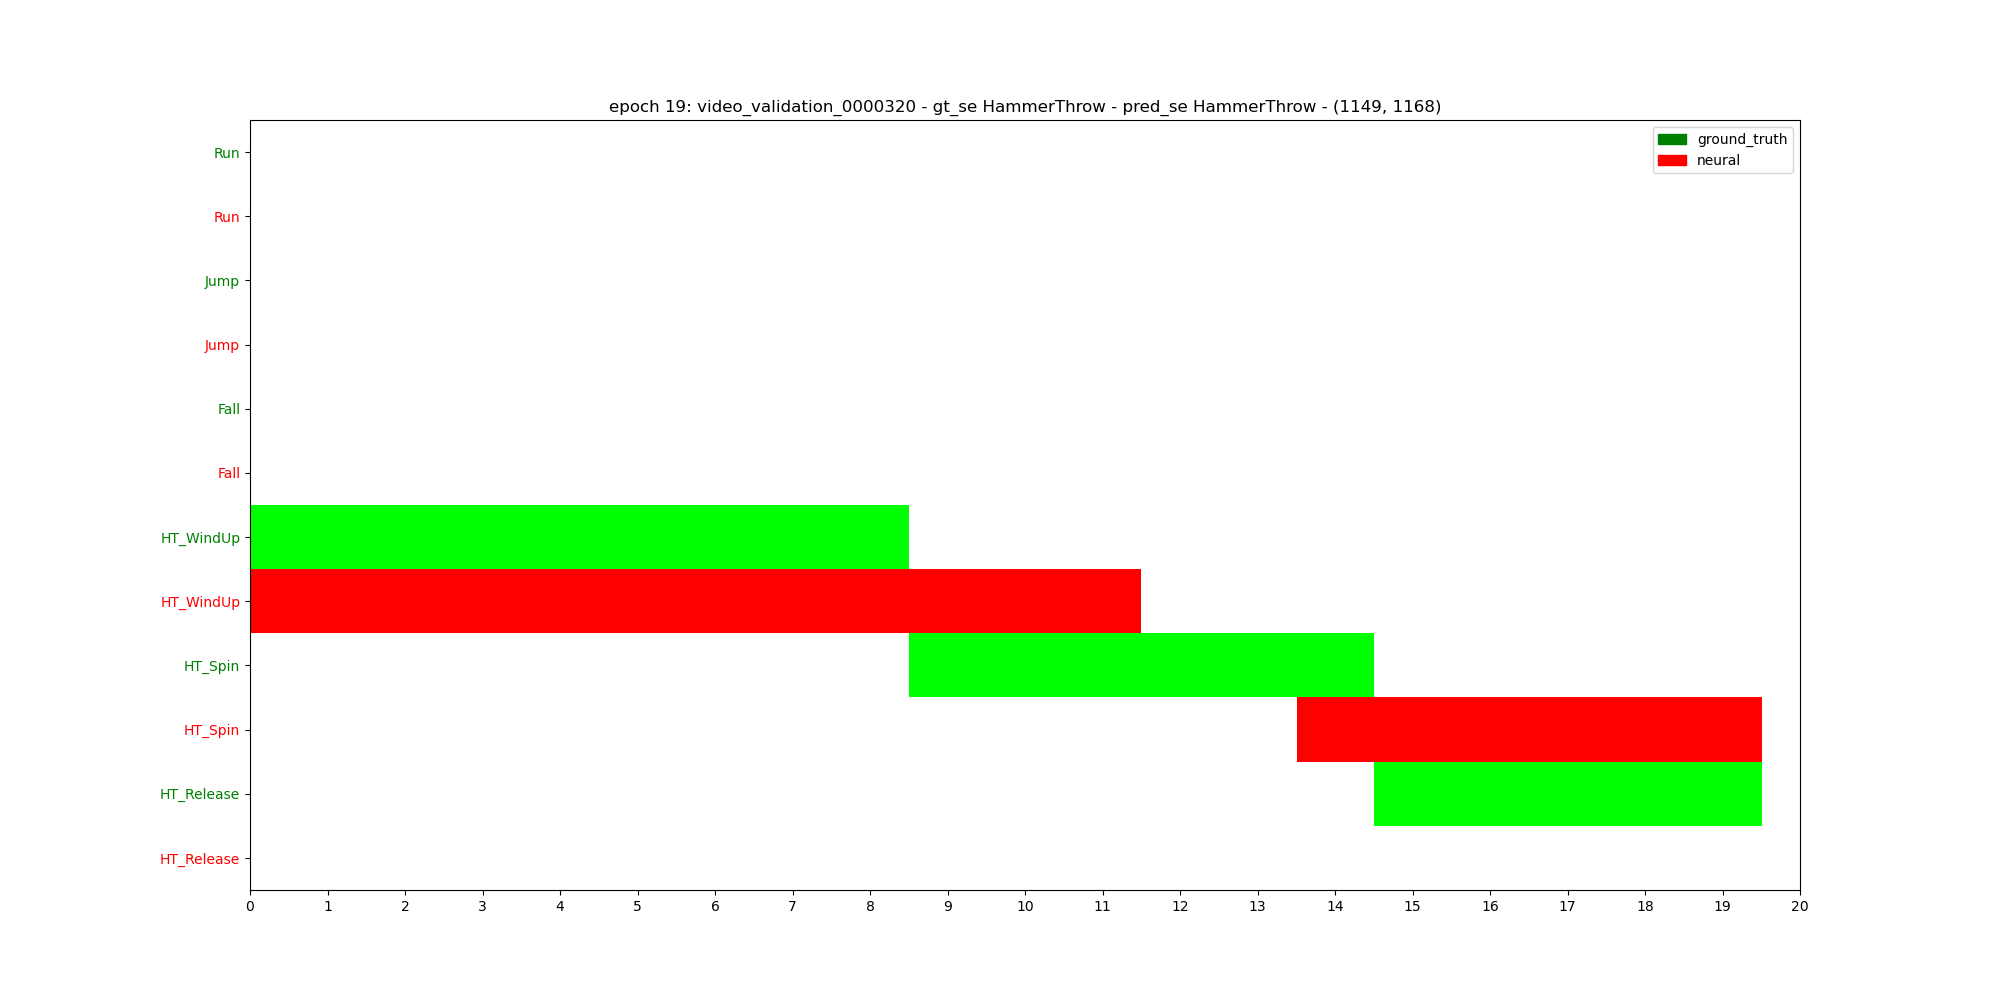 epoch 19: video_validation_0000320 - gt_se HammerThrow - pred_se HammerThrow - (1149, 1168)
ground_truth
neural
Run
Run
Jump
Jump
Fall
Fall
HT_WindUp
HT_WindUp
HT_Spin
HT_Spin
HT_Release
HT_Release
0 1 2 3 4 5 6 7 8 9 10 11 12 13 14 15 16 17 18 19 20